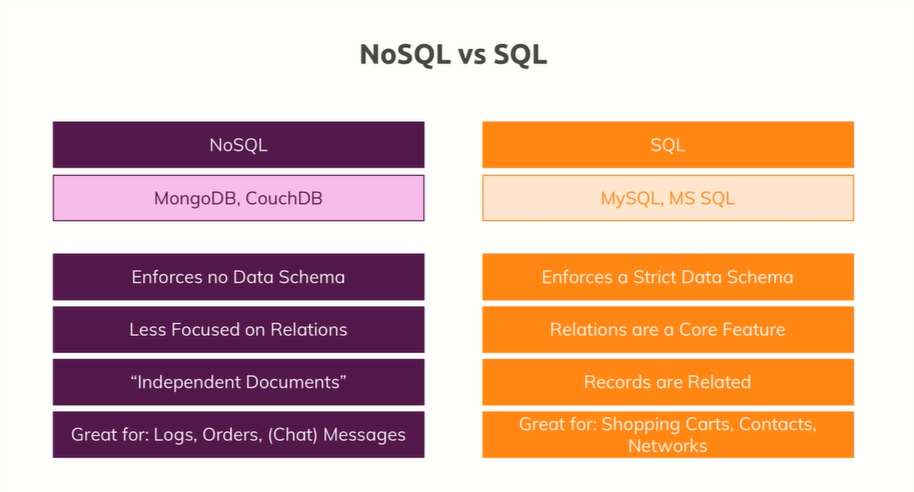 NoSQL vs SQL
NoSQL
MongoDB, CouchDB
Enforces no Data Schema
Less Focused on Relations
“Independent Documents”
Great for: Logs, Orders, (Chat) Messages
SQL
MySQL, MS SQL
Enforces a Strict Data Schema
Relations are a Core Feature
Records are Related
Great for: Shopping Carts, Contacts,
Networks